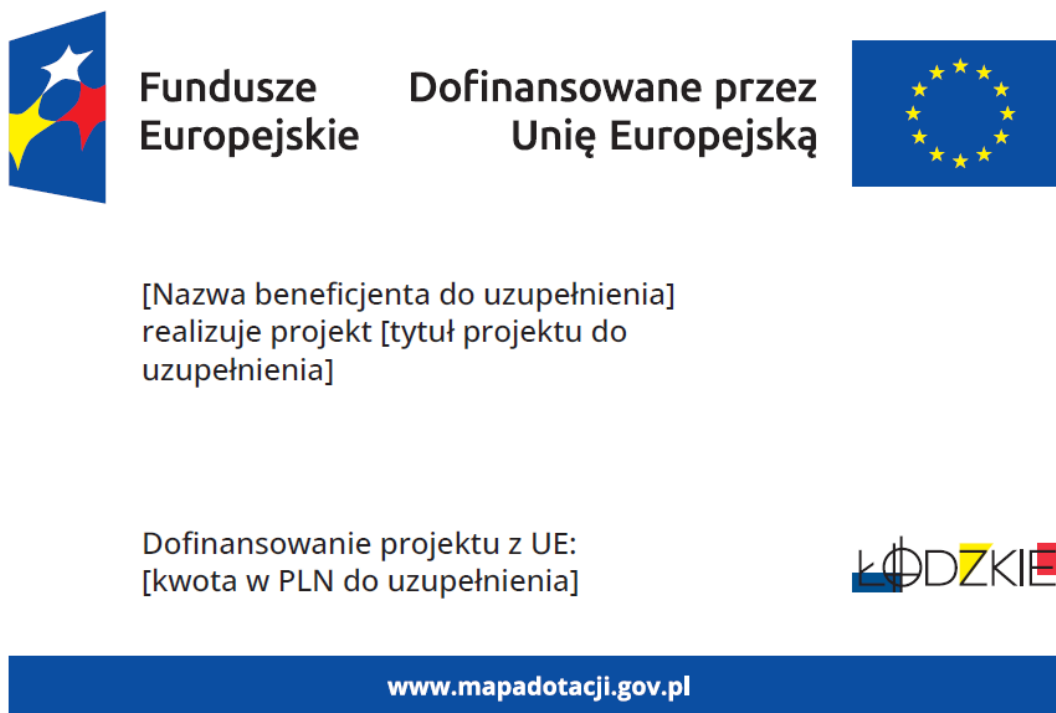 Fundusze
Europejskie
Dofinansowane przez
Unię Europejską
[Nazwa beneficjenta do uzupełnienia]
realizuje projekt [tytuł projektu do
uzupełnienia]
Dofinansowanie projektu z UE:
[kwota w PLN do uzupełnienia]
ŁÓDZKIE
www.mapadotacji.gov.pl